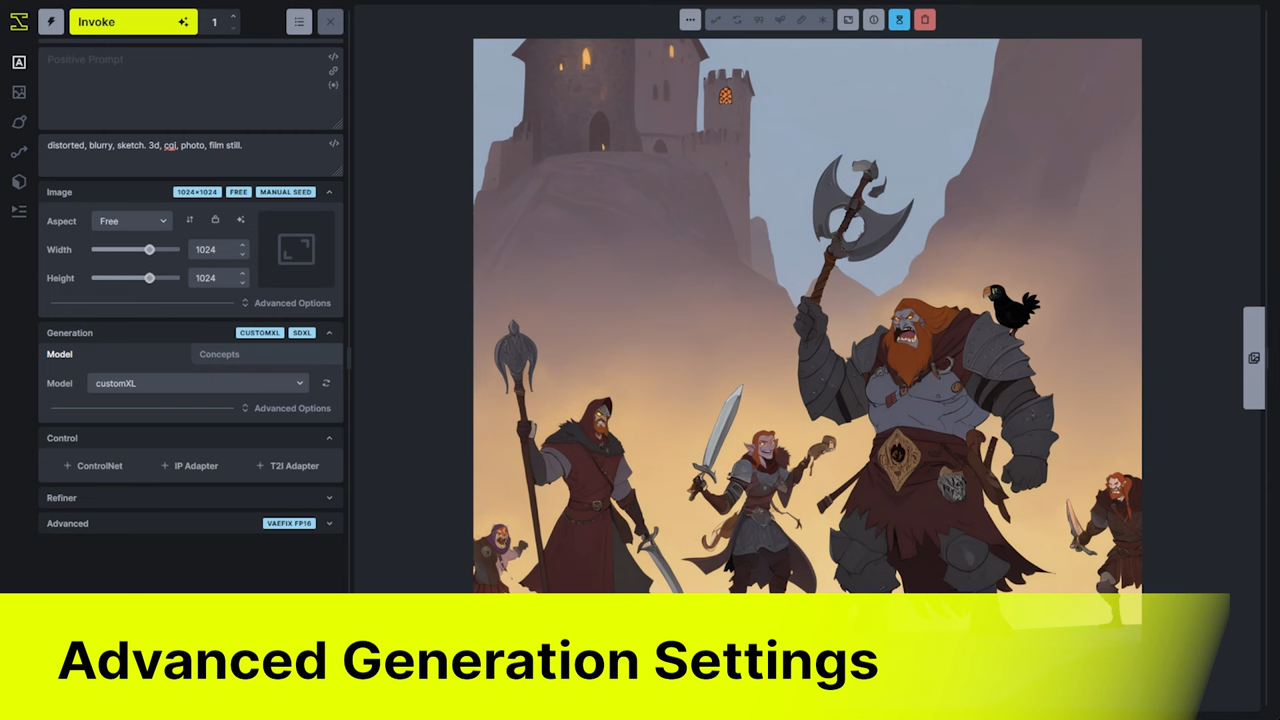 Invoke
1
Positive Prompt
distorted, blurry, sketch. 3d, cgi, photo, film still.
Image
1024×1024
FREE
MANUAL SEED
Aspect
Free
Width
1024
Height
1024
Advanced Options
Generation
CUSTOMXL
SDXL
Model
Concepts
Model
customXL
Advanced Options
Control
+ ControlNet
+ IP Adapter
+ T2I Adapter
Refiner
Advanced
VAEFIX FP16
Advanced Generation Settings